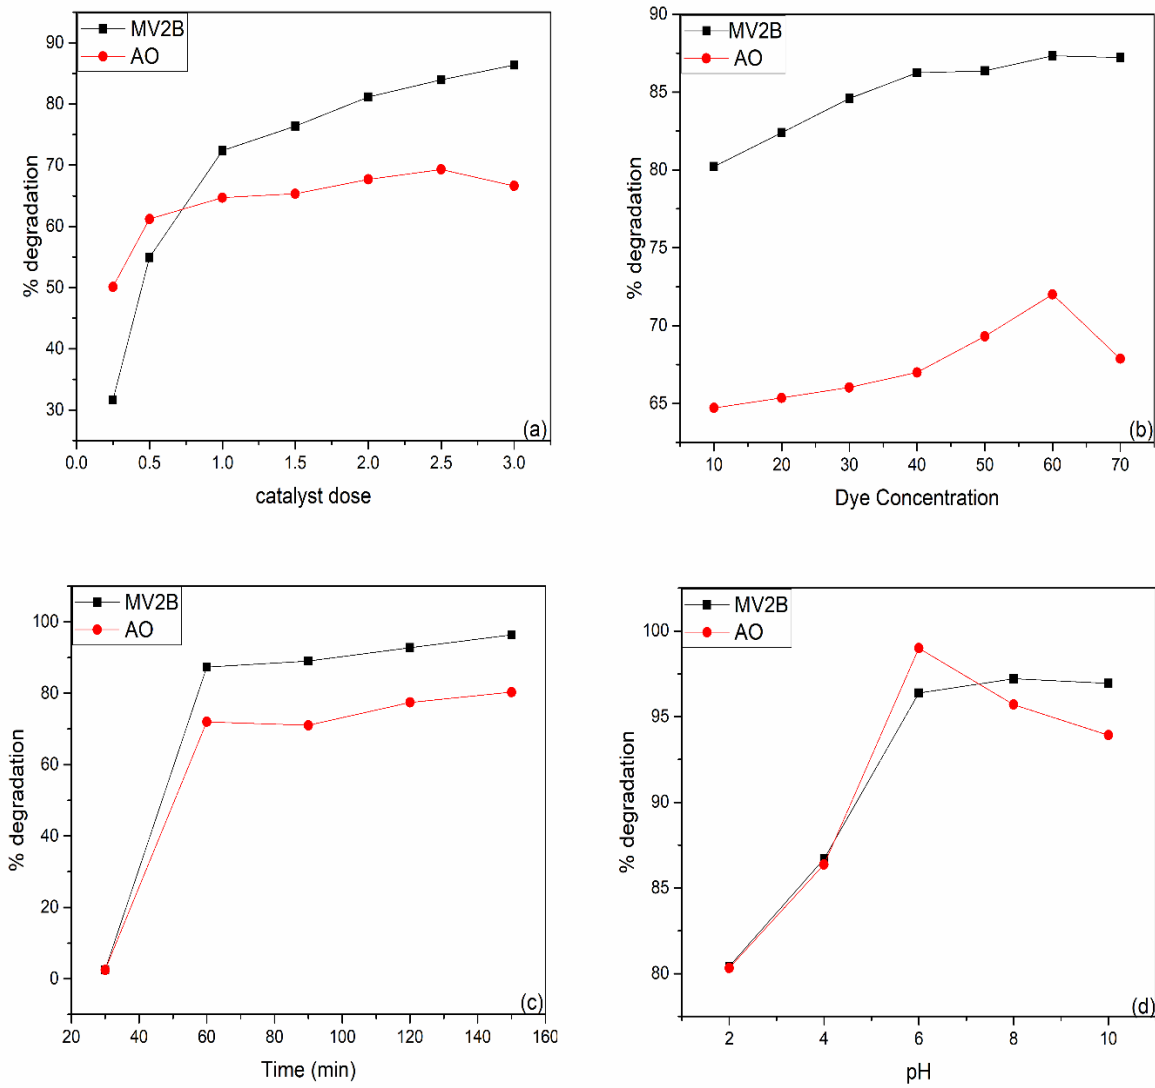 MV2B
AO
90
80
70
60
50
40
30
% degradation
0.0 0.5 1.0 1.5 2.0 2.5 3.0
catalyst dose
(a)
MV2B
AO
90
85
80
75
70
65
% degradation
10 20 30 40 50 60 70
Dye Concentration
(b)
MV2B
AO
100
80
60
40
20
0
% degradation
20 40 60 80 100 120 140 160
Time (min)
(c)
MV2B
AO
100
95
90
85
80
% degradation
2 4 6 8 10
pH
(d)